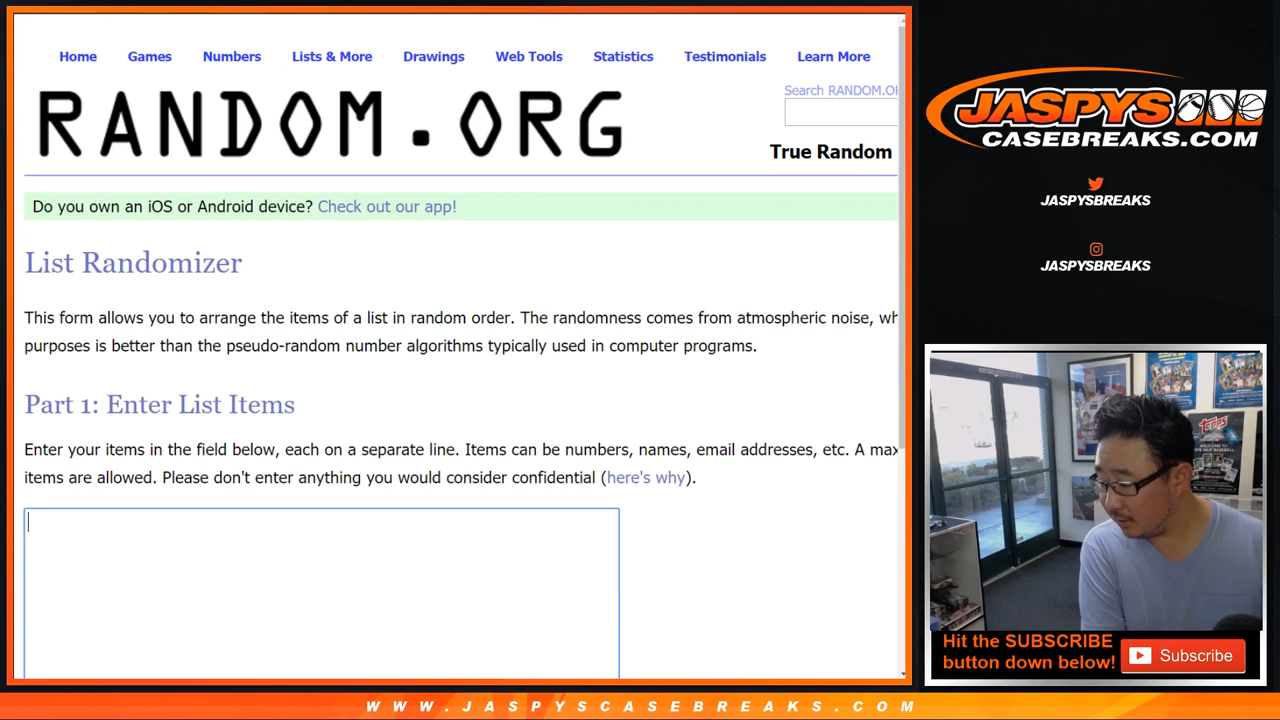 Home Games Numbers Lists & More Drawings Web Tools Statistics Testimonials Learn More
RANDOM.ORG
Search RANDOM.OR
True Random
Do you own an iOS or Android device? Check out our app!
List Randomizer
This form allows you to arrange the items of a list in random order. The randomness comes from atmospheric noise, wh
purposes is better than the pseudo-random number algorithms typically used in computer programs.
Part 1: Enter List Items
Enter your items in the field below, each on a separate line. Items can be numbers, names, email addresses, etc. A max
items are allowed. Please don't enter anything you would consider confidential (here's why).
JASPYS
CASEBREAKS.COM
JASPYSBREAKS
JASPYSBREAKS
Topps
Hit the SUBSCRIBE
button down below!
Subscribe
WWW.JASPYSCASEBREAKS.COM